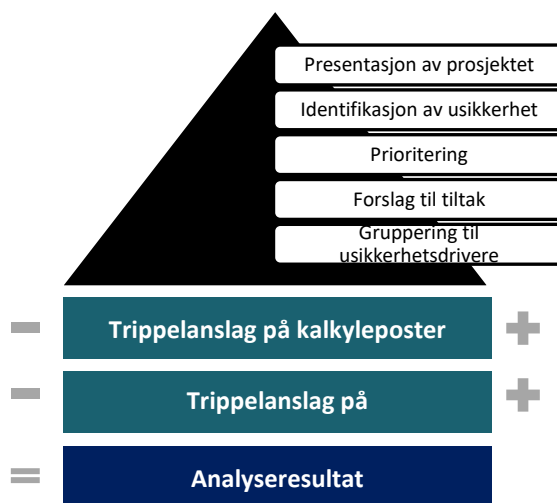 Presentasjon av prosjektet
Identifikasjon av usikkerhet
Prioritering
Forslag til tiltak
Gruppering til
usikkerhetsdrivere
Trippelanslag på kalkyleposter
Trippelanslag på
Analyseresultat